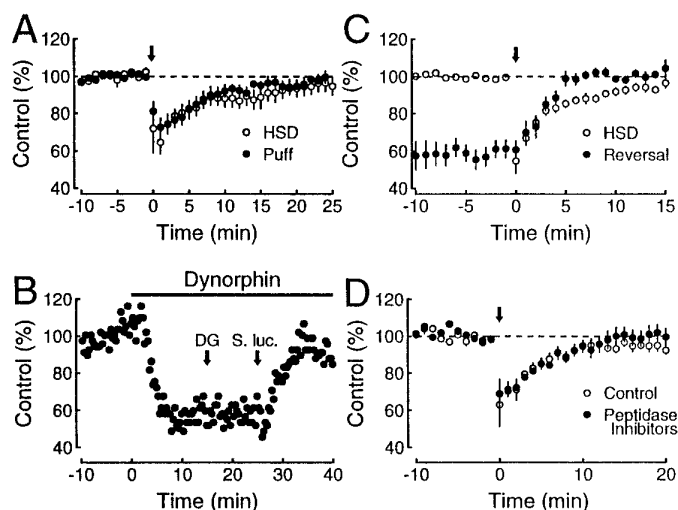 A
Control (%)
120
100
80
60
40
HSD
Puff
-10
-5
0
5
10
15
20
25
Time (min)
C
Control (%)
120
100
80
60
40
HSD
Reversal
-10
-5
0
5
10
15
Time (min)
B
Dynorphin
Control (%)
120
100
80
60
40
DG
S. luc.
-10
0
10
20
30
40
Time (min)
D
Control (%)
120
100
80
60
40
Control
Peptidase
Inhibitors
-10
-5
0
5
10
15
20
Time (min)